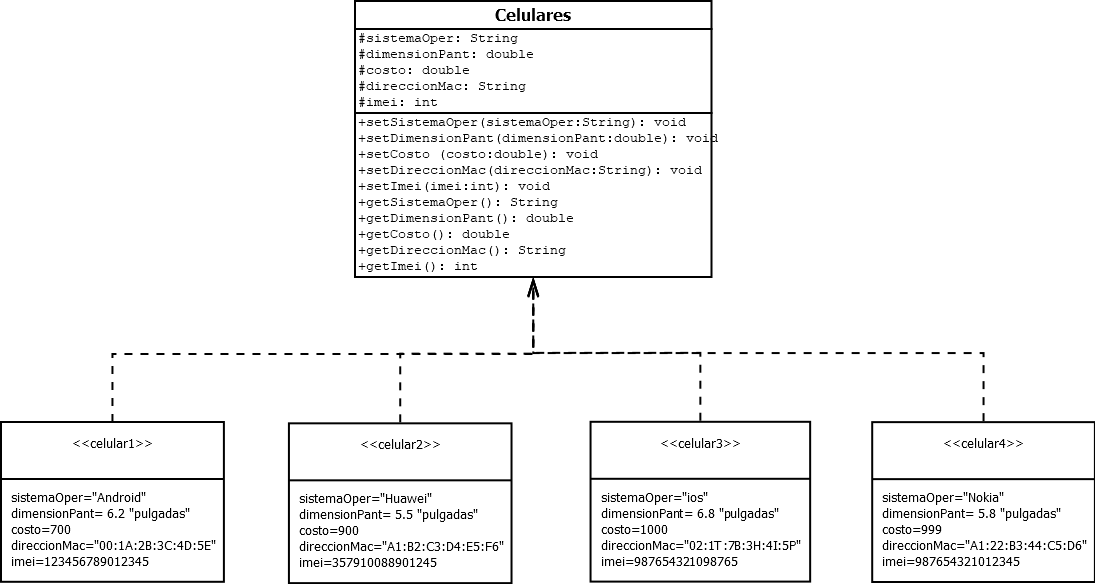 Celulares
#sistemaOper: String
#dimensionPant: double
#costo: double
#direccionMac: String
#imei: int
+setSistemaOper(sistemaOper:String): void
+setDimensionPant(dimensionPant:double): void
+setCosto (costo:double): void
+setDireccionMac(direccionMac:String): void
+setImei(imei:int): void
+getSistemaOper(): String
+getDimensionPant(): double
+getCosto(): double
+getDireccionMac(): String
+getImei(): int
<<celular1>>
sistemaOper="Android"
dimensionPant= 6.2 "pulgadas"
costo=700
direccionMac="00:1A:2B:3C:4D:5E"
imei=123456789012345
<<celular2>>
sistemaOper="Huawei"
dimensionPant= 5.5 "pulgadas"
costo=900
direccionMac="A1:B2:C3:D4:E5:F6"
imei=357910088901245
<<celular3>>
sistemaOper="ios"
dimensionPant= 6.8 "pulgadas"
costo=1000
direccionMac="02:1T:7B:3H:4I:5P"
imei=987654321098765
<<celular4>>
sistemaOper="Nokia"
dimensionPant= 5.8 "pulgadas"
costo=999
direccionMac="A1:22:B3:44:C5:D6"
imei=987654321012345